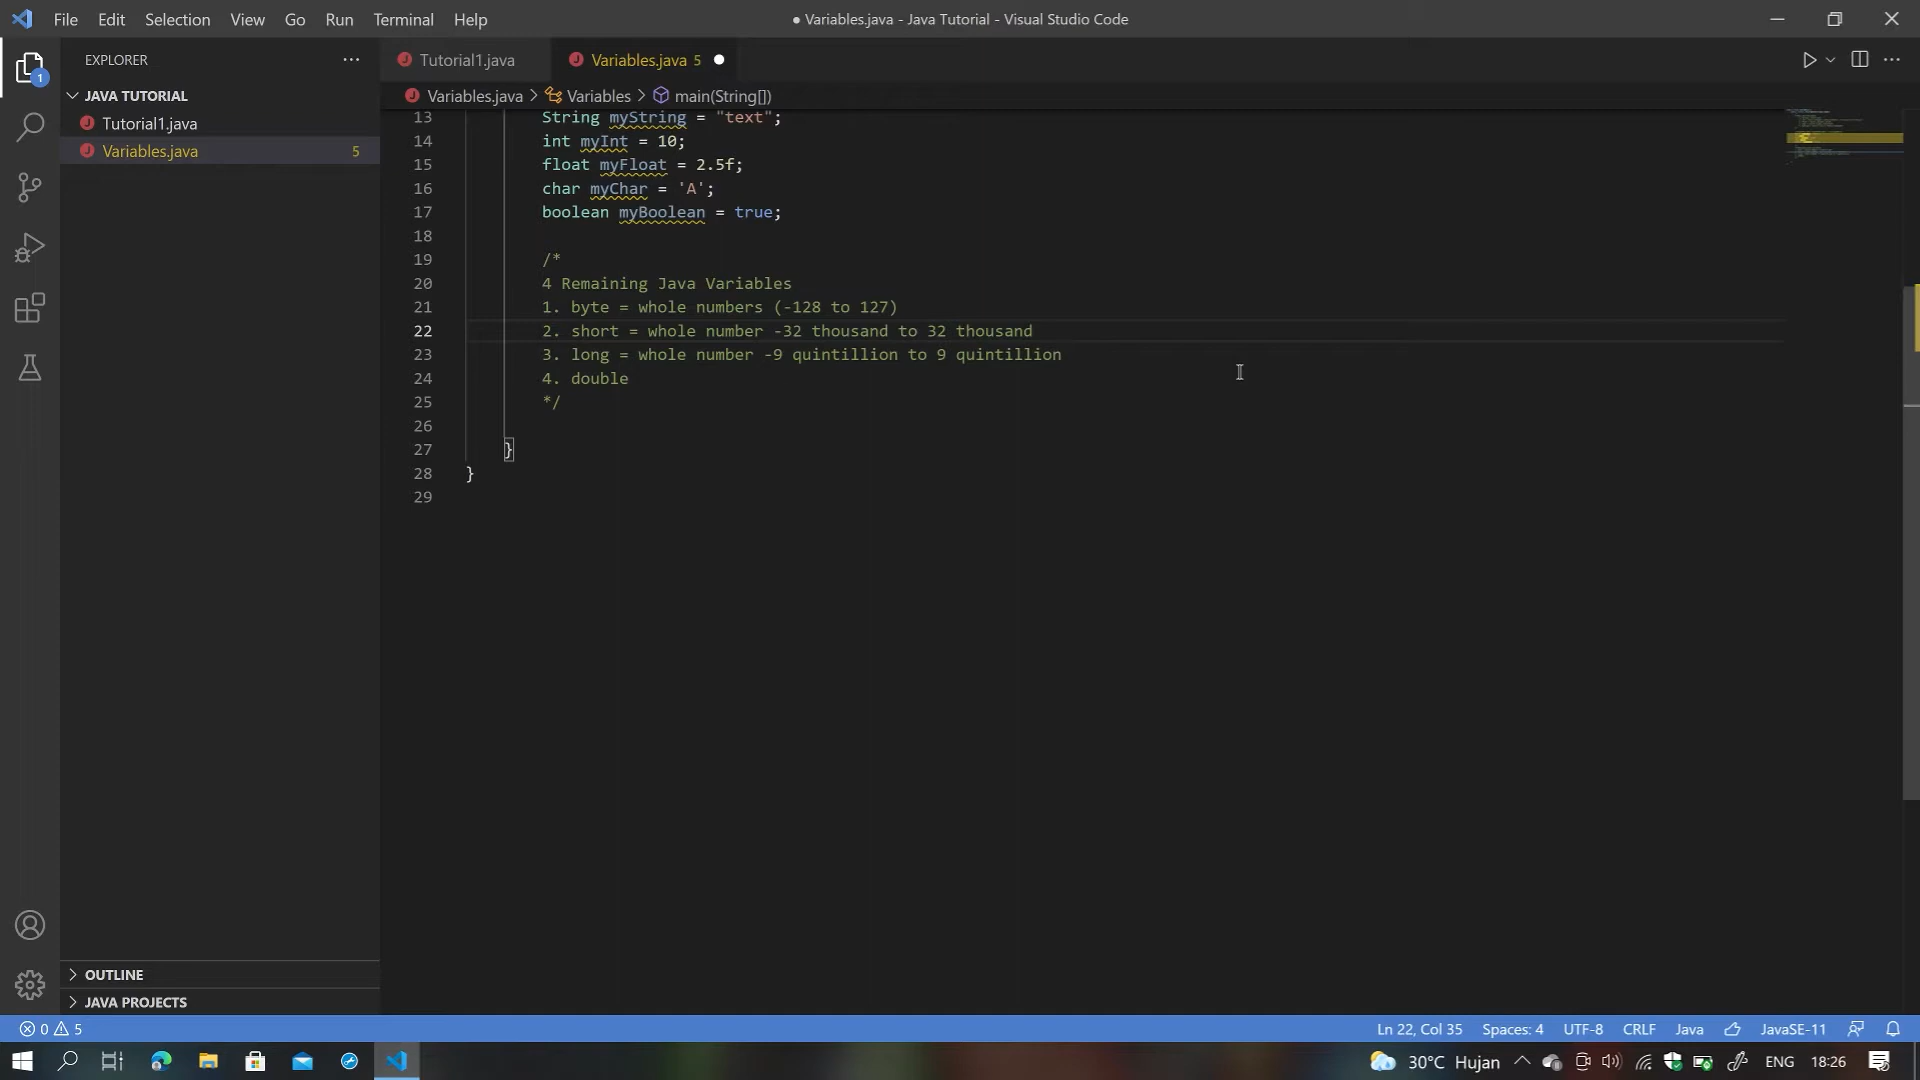 File Edit Selection View Go Run Terminal Help
● Variables.java - Java Tutorial - Visual Studio Code
EXPLORER
Tutorial1.java
Variables.java 5
1
JAVA TUTORIAL
Variables.java > Variables > main(String[])
Tutorial1.java
Variables.java 5
13 String myString = "text";
14 int myInt = 10;
15 float myFloat = 2.5f;
16 char myChar = 'A';
17 boolean myBoolean = true;
18
19 /*
20 4 Remaining Java Variables
21 1. byte = whole numbers (-128 to 127)
22 2. short = whole number -32 thousand to 32 thousand
23 3. long = whole number -9 quintillion to 9 quintillion
24 4. double
25 */
26
27 }
28 }
29
OUTLINE
JAVA PROJECTS
0 5
Ln 22, Col 35 Spaces: 4 UTF-8 CRLF Java JavaSE-11
30°C Hujan ENG 18:26